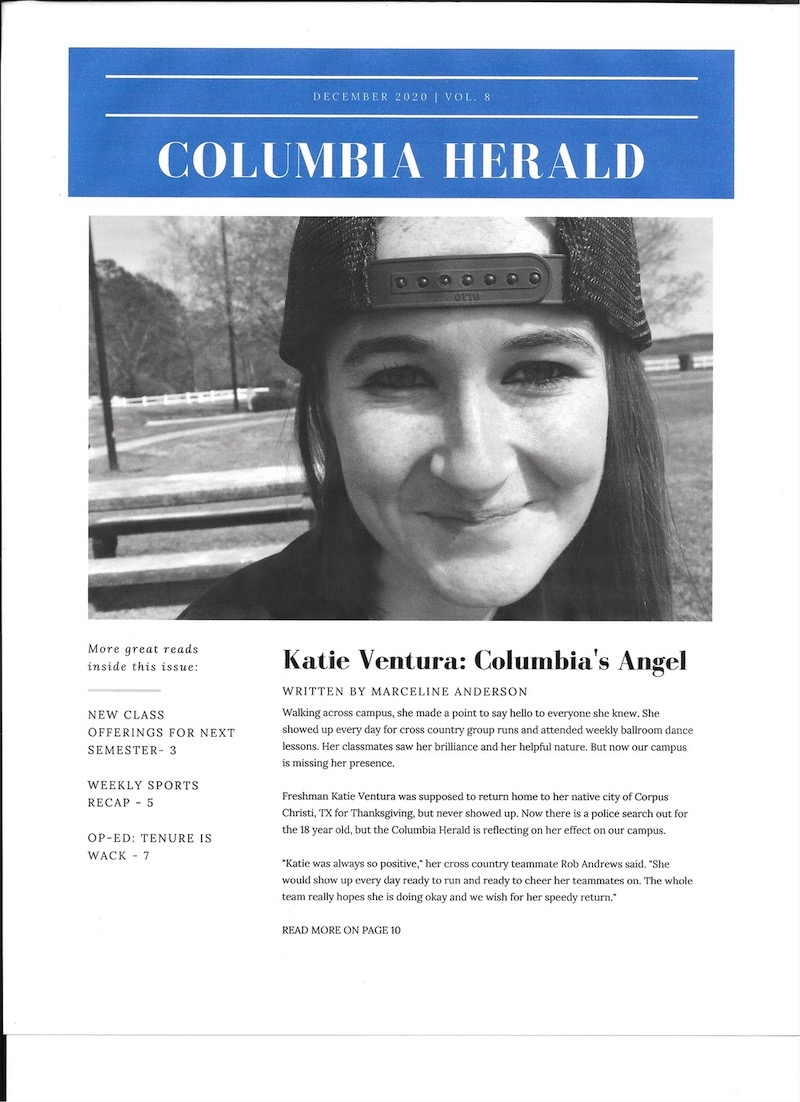 DECEMBER 2020 | VOL. 8
COLUMBIA HERALD
OTTO
More great reads
inside this issue:
NEW CLASS
OFFERINGS FOR NEXT
SEMESTER- 3
WEEKLY SPORTS
RECAP - 5
OP-ED: TENURE IS
WACK - 7
Katie Ventura: Columbia's Angel
WRITTEN BY MARCELINE ANDERSON
Walking across campus, she made a point to say hello to everyone she knew. She
showed up every day for cross country group runs and attended weekly ballroom dance
lessons. Her classmates saw her brilliance and her helpful nature. But now our campus
is missing her presence.
Freshman Katie Ventura was supposed to return home to her native city of Corpus
Christi, TX for Thanksgiving, but never showed up. Now there is a police search out for
the 18 year old, but the Columbia Herald is reflecting on her effect on our campus.
"Katie was always so positive," her cross country teammate Rob Andrews said. "She
would show up every day ready to run and ready to cheer her teammates on. The whole
team really hopes she is doing okay and we wish for her speedy return."
READ MORE ON PAGE 10